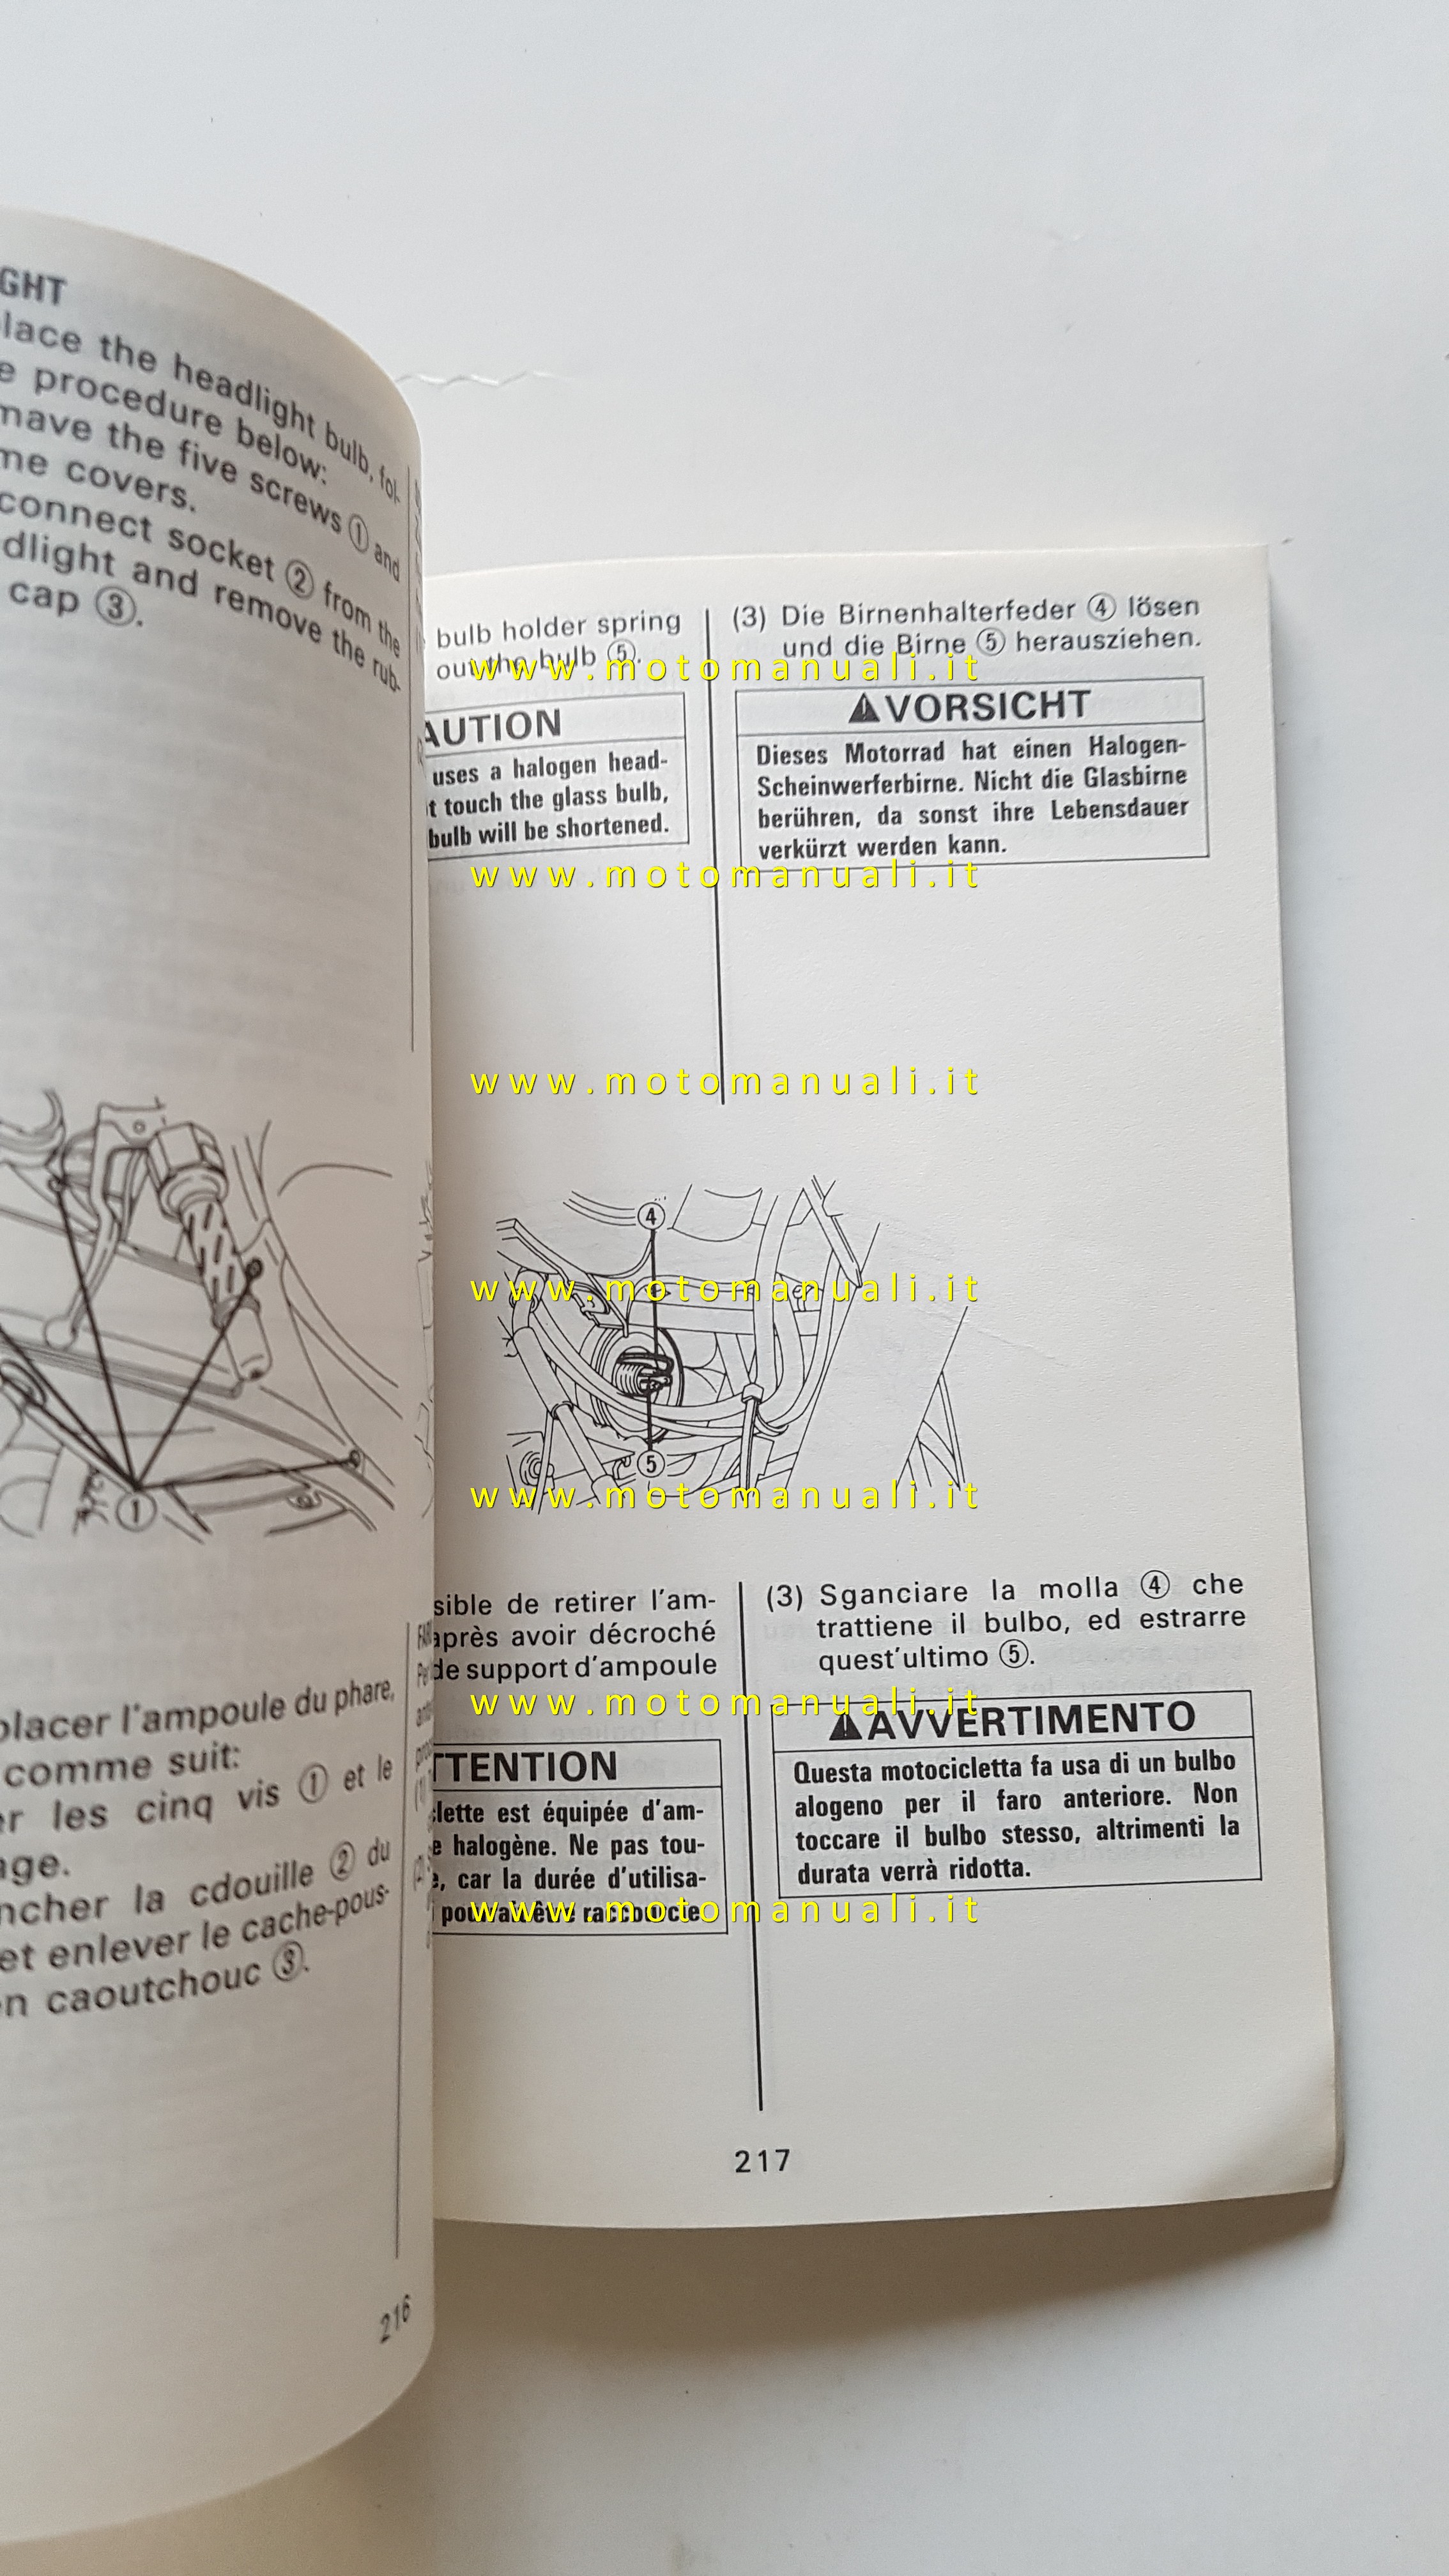 GHT
lace the headlight bulb, fol-
e procedure below:
mave the five screws ① and
me covers.
connect socket ② from the
dlight and remove the rub-
cap ③.
①
placer l'ampoule du phare,
comme suit:
er les cinq vis ① et le
age.
ncher la cdouille ② du
et enlever le cache-pous-
en caoutchouc ③.
216
bulb holder spring
out the bulb ⑤.
AUTION
uses a halogen head-
t touch the glass bulb,
bulb will be shortened.
(3) Die Birnenhalterfeder ④ lösen
und die Birne ⑤ herausziehen.
VORSICHT
Dieses Motorrad hat einen Halogen-
Scheinwerferbirne. Nicht die Glasbirne
berühren, da sonst ihre Lebensdauer
verkürzt werden kann.
④
⑤
sible de retirer l'am-
après avoir décroché
de support d'ampoule
TTENTION
lette est équipée d'am-
e halogène. Ne pas tou-
e, car la durée d'utilisa-
(3) Sganciare la molla ④ che
trattiene il bulbo, ed estrarre
quest'ultimo ⑤.
AVVERTIMENTO
Questa motocicletta fa usa di un bulbo
alogeno per il faro anteriore. Non
toccare il bulbo stesso, altrimenti la
durata verrà ridotta.
217
www.motomanuali.it
www.motomanuali.it
www.motomanuali.it
www.motomanuali.it
www.motomanuali.it
www.motomanuali.it
www.motomanuali.it